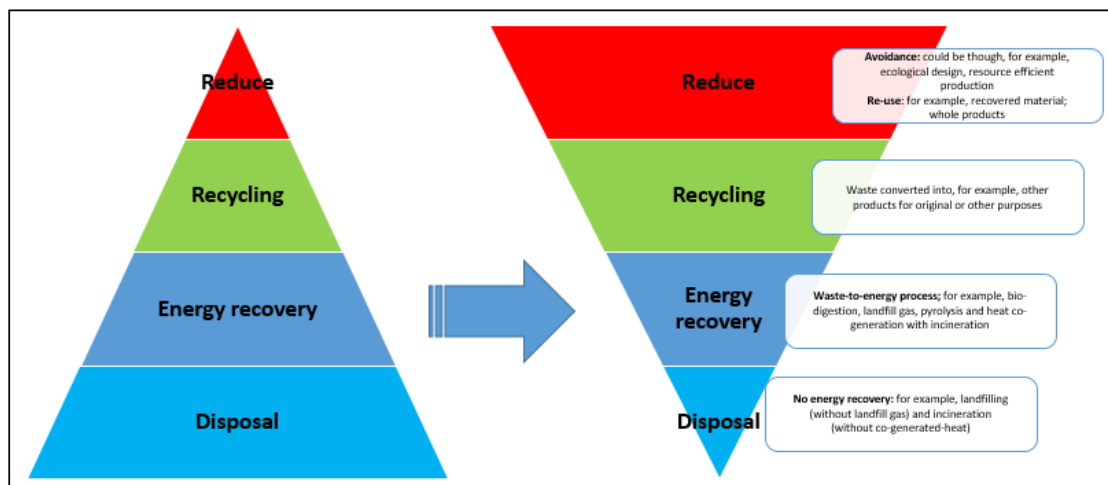 Reduce
Recycling
Energy recovery
Disposal
Reduce
Avoidance: could be though, for example,
ecological design, resource efficient
production
Re-use: for example, recovered material;
whole products
Recycling
Waste converted into, for example, other
products for original or other purposes
Energy
recovery
Waste-to-energy process; for example, bio-
digestion, landfill gas, pyrolysis and heat co-
generation with incineration
Disposal
No energy recovery: for example, landfilling
(without landfill gas) and incineration
(without co-generated-heat)